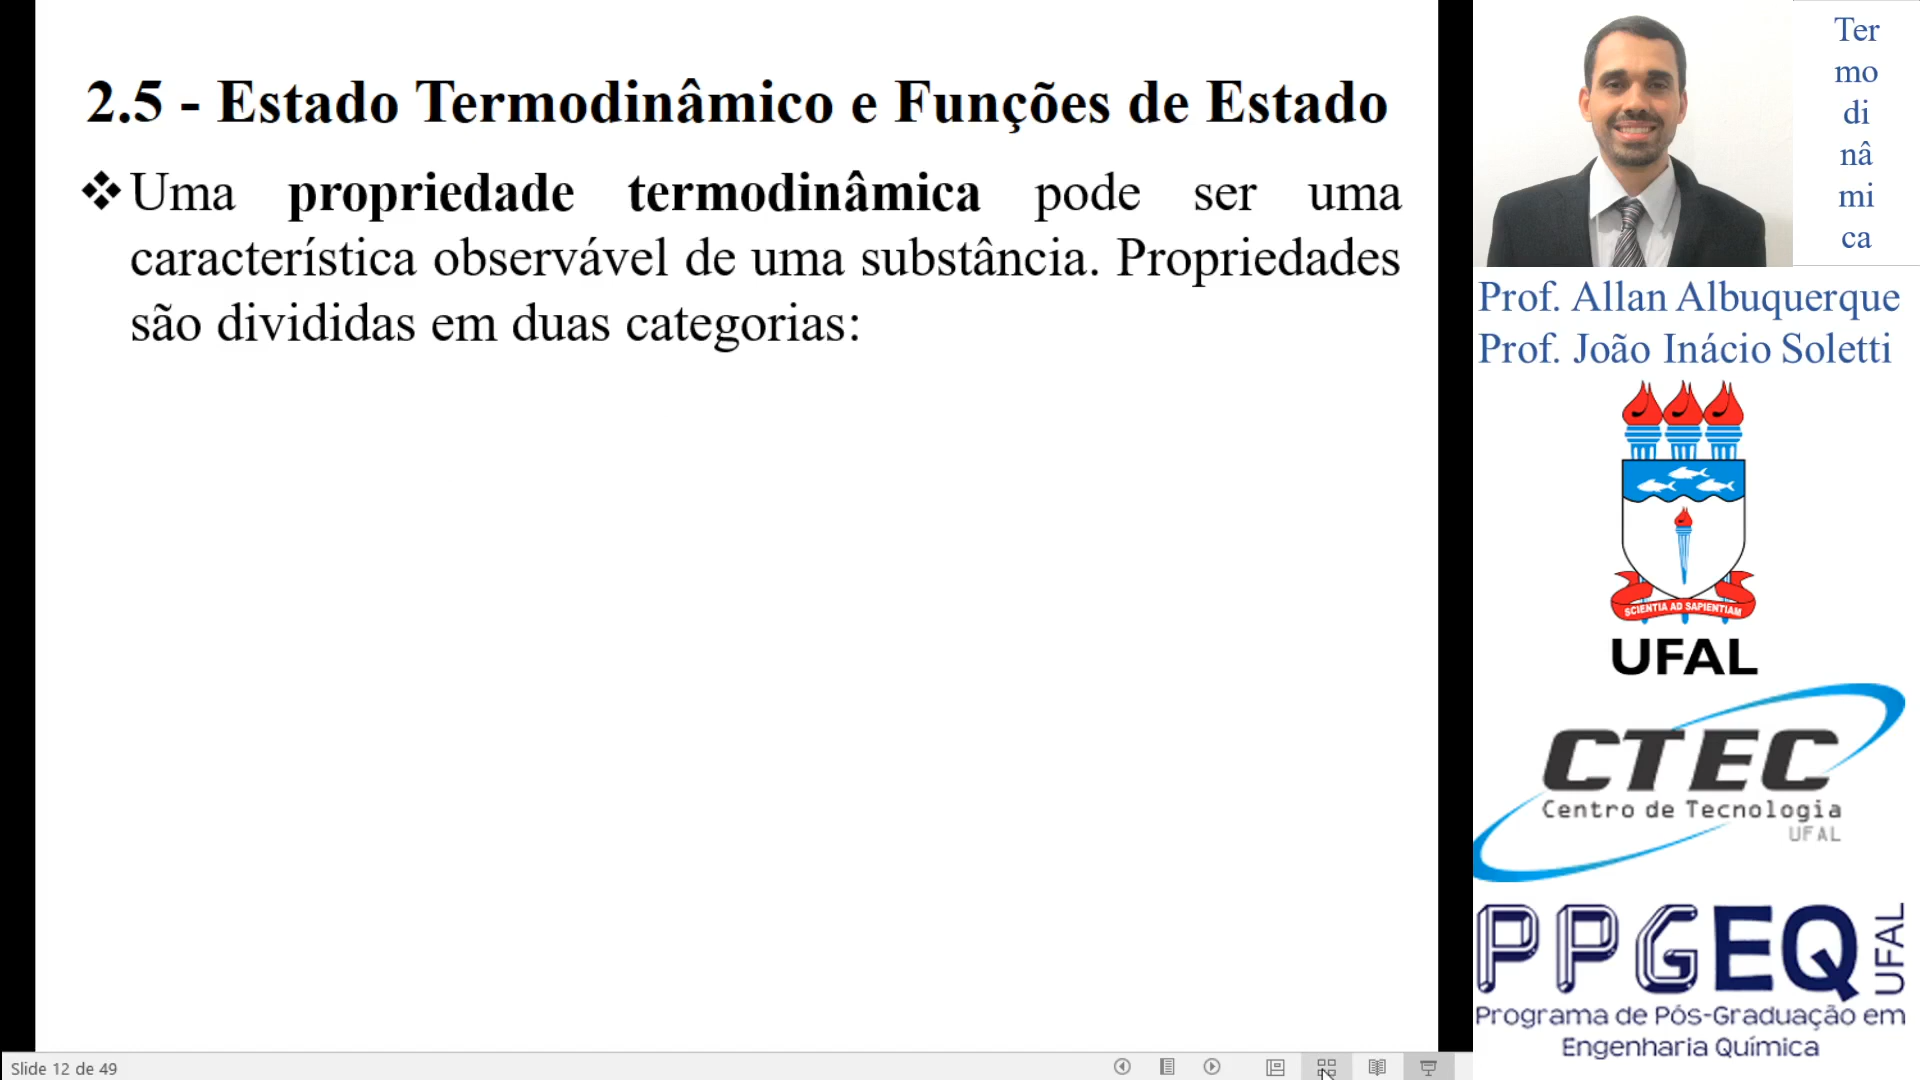 2.5 - Estado Termodinâmico e Funções de Estado
❖Uma propriedade termodinâmica pode ser uma
característica observável de uma substância. Propriedades
são divididas em duas categorias:
Slide 12 de 49
Ter
mo
di
nâ
mi
ca
Prof. Allan Albuquerque
Prof. João Inácio Soletti
SCIENTIA AD SAPIENTIAM
UFAL
CTEC
Centro de Tecnologia
UFAL
PPGEQ UFAL
Programa de Pós-Graduação em
Engenharia Química